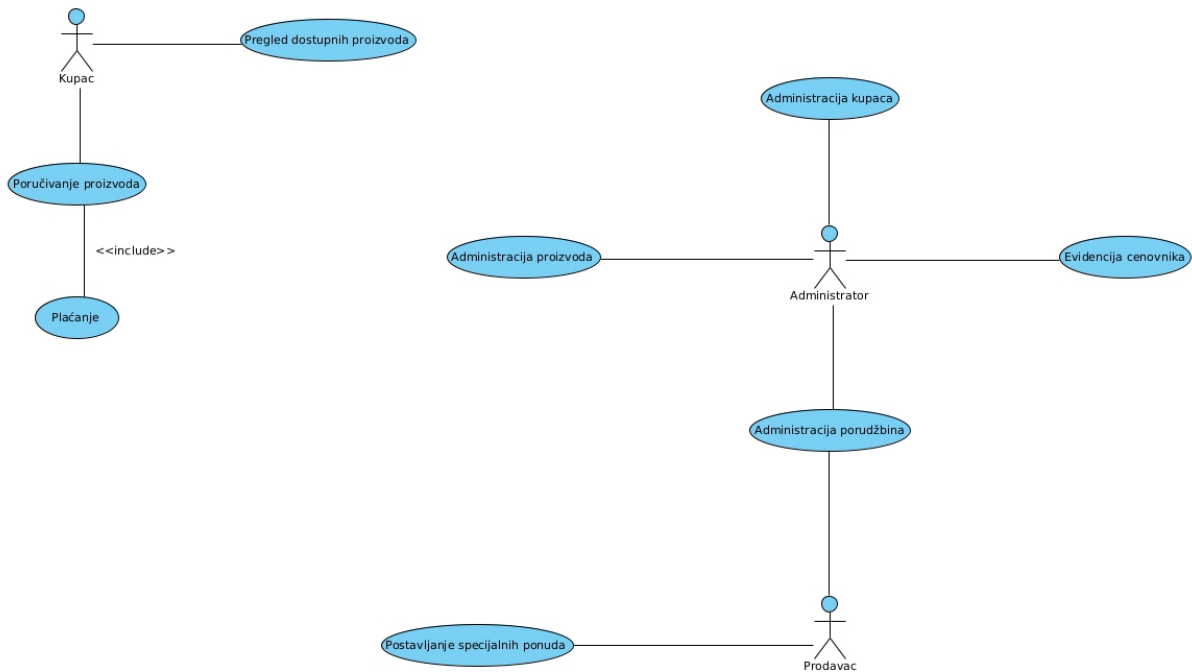 Pregled dostupnih proizvoda
Kupac
Poručivanje proizvoda
<<include>>
Plaćanje
Administracija kupaca
Administracija proizvoda
Evidencija cenovnika
Administrator
Administracija porudžbina
Postavljanje specijalnih ponuda
Prodavac